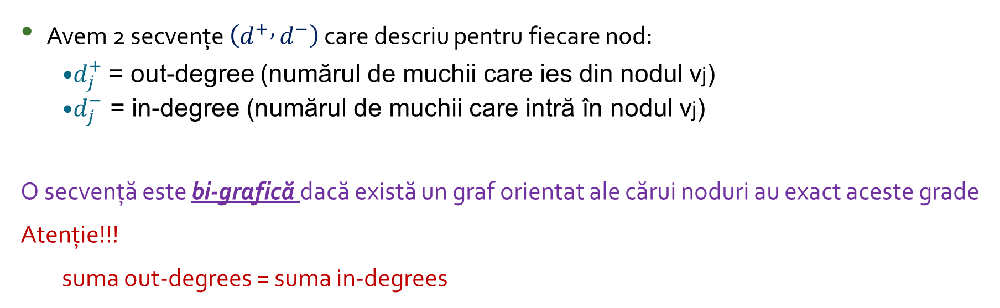 • Avem 2 secvențe (d⁺, d⁻) care descriu pentru fiecare nod:
•dⱼ⁺ = out-degree (numărul de muchii care ies din nodul vj)
•dⱼ⁻ = in-degree (numărul de muchii care intră în nodul vj)
O secvență este bi-grafică dacă există un graf orientat ale cărui noduri au exact aceste grade
Atenție!!!
suma out-degrees = suma in-degrees